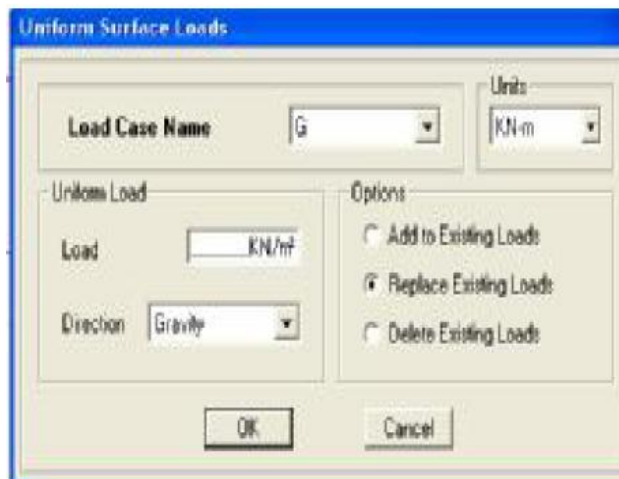 Uniform Surface Loads
Units
Load Case Name
G
KN-m
Uniform Load
Options
Load
KN/m²
Add to Existing Loads
Replace Existing Loads
Direction
Gravity
Delete Existing Loads
OK
Cancel